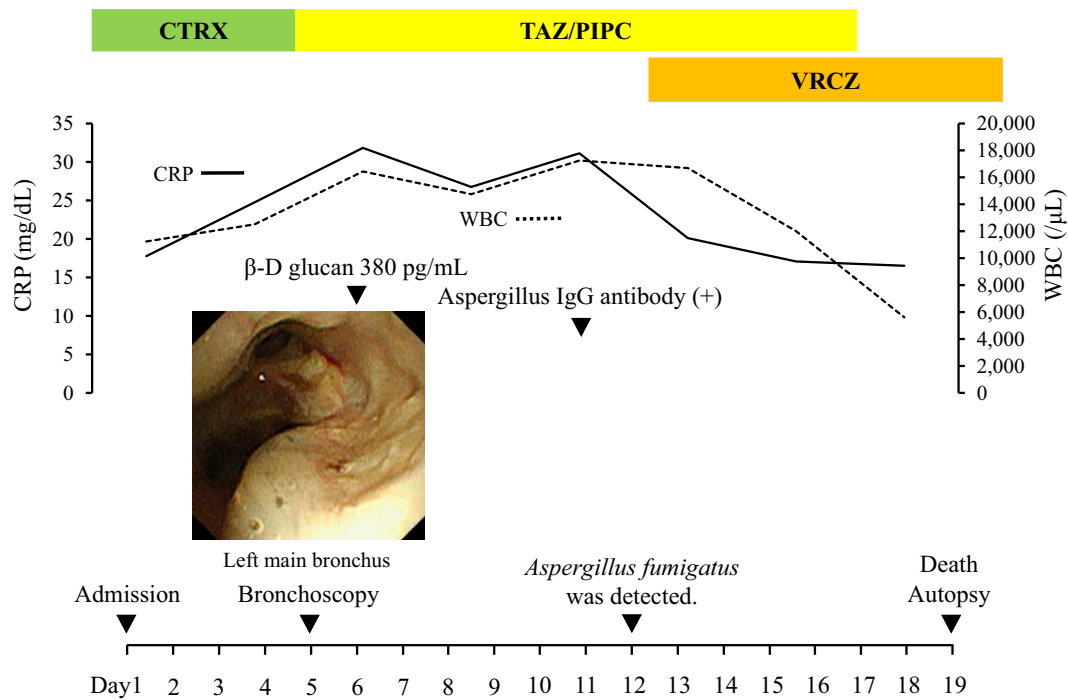 CTRX
TAZ/PIPC
VRCZ
35
30
25
20
15
10
5
0
CRP (mg/dL)
20,000
18,000
16,000
14,000
12,000
10,000
8,000
6,000
4,000
2,000
0
WBC (/μL)
CRP
WBC
β-D glucan 380 pg/mL
Aspergillus IgG antibody (+)
Left main bronchus
Admission
Bronchoscopy
Aspergillus fumigatus
was detected.
Death
Autopsy
Day1 2 3 4 5 6 7 8 9 10 11 12 13 14 15 16 17 18 19